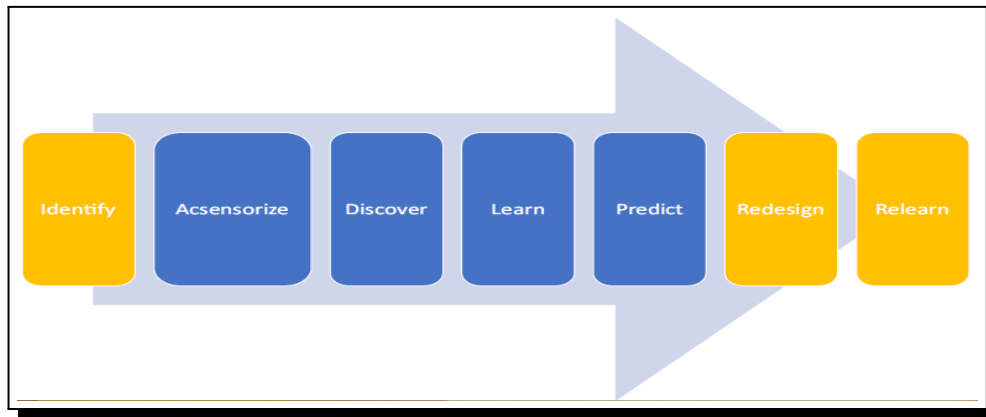 Identify
Acsensorize
Discover
Learn
Predict
Redesign
Relearn